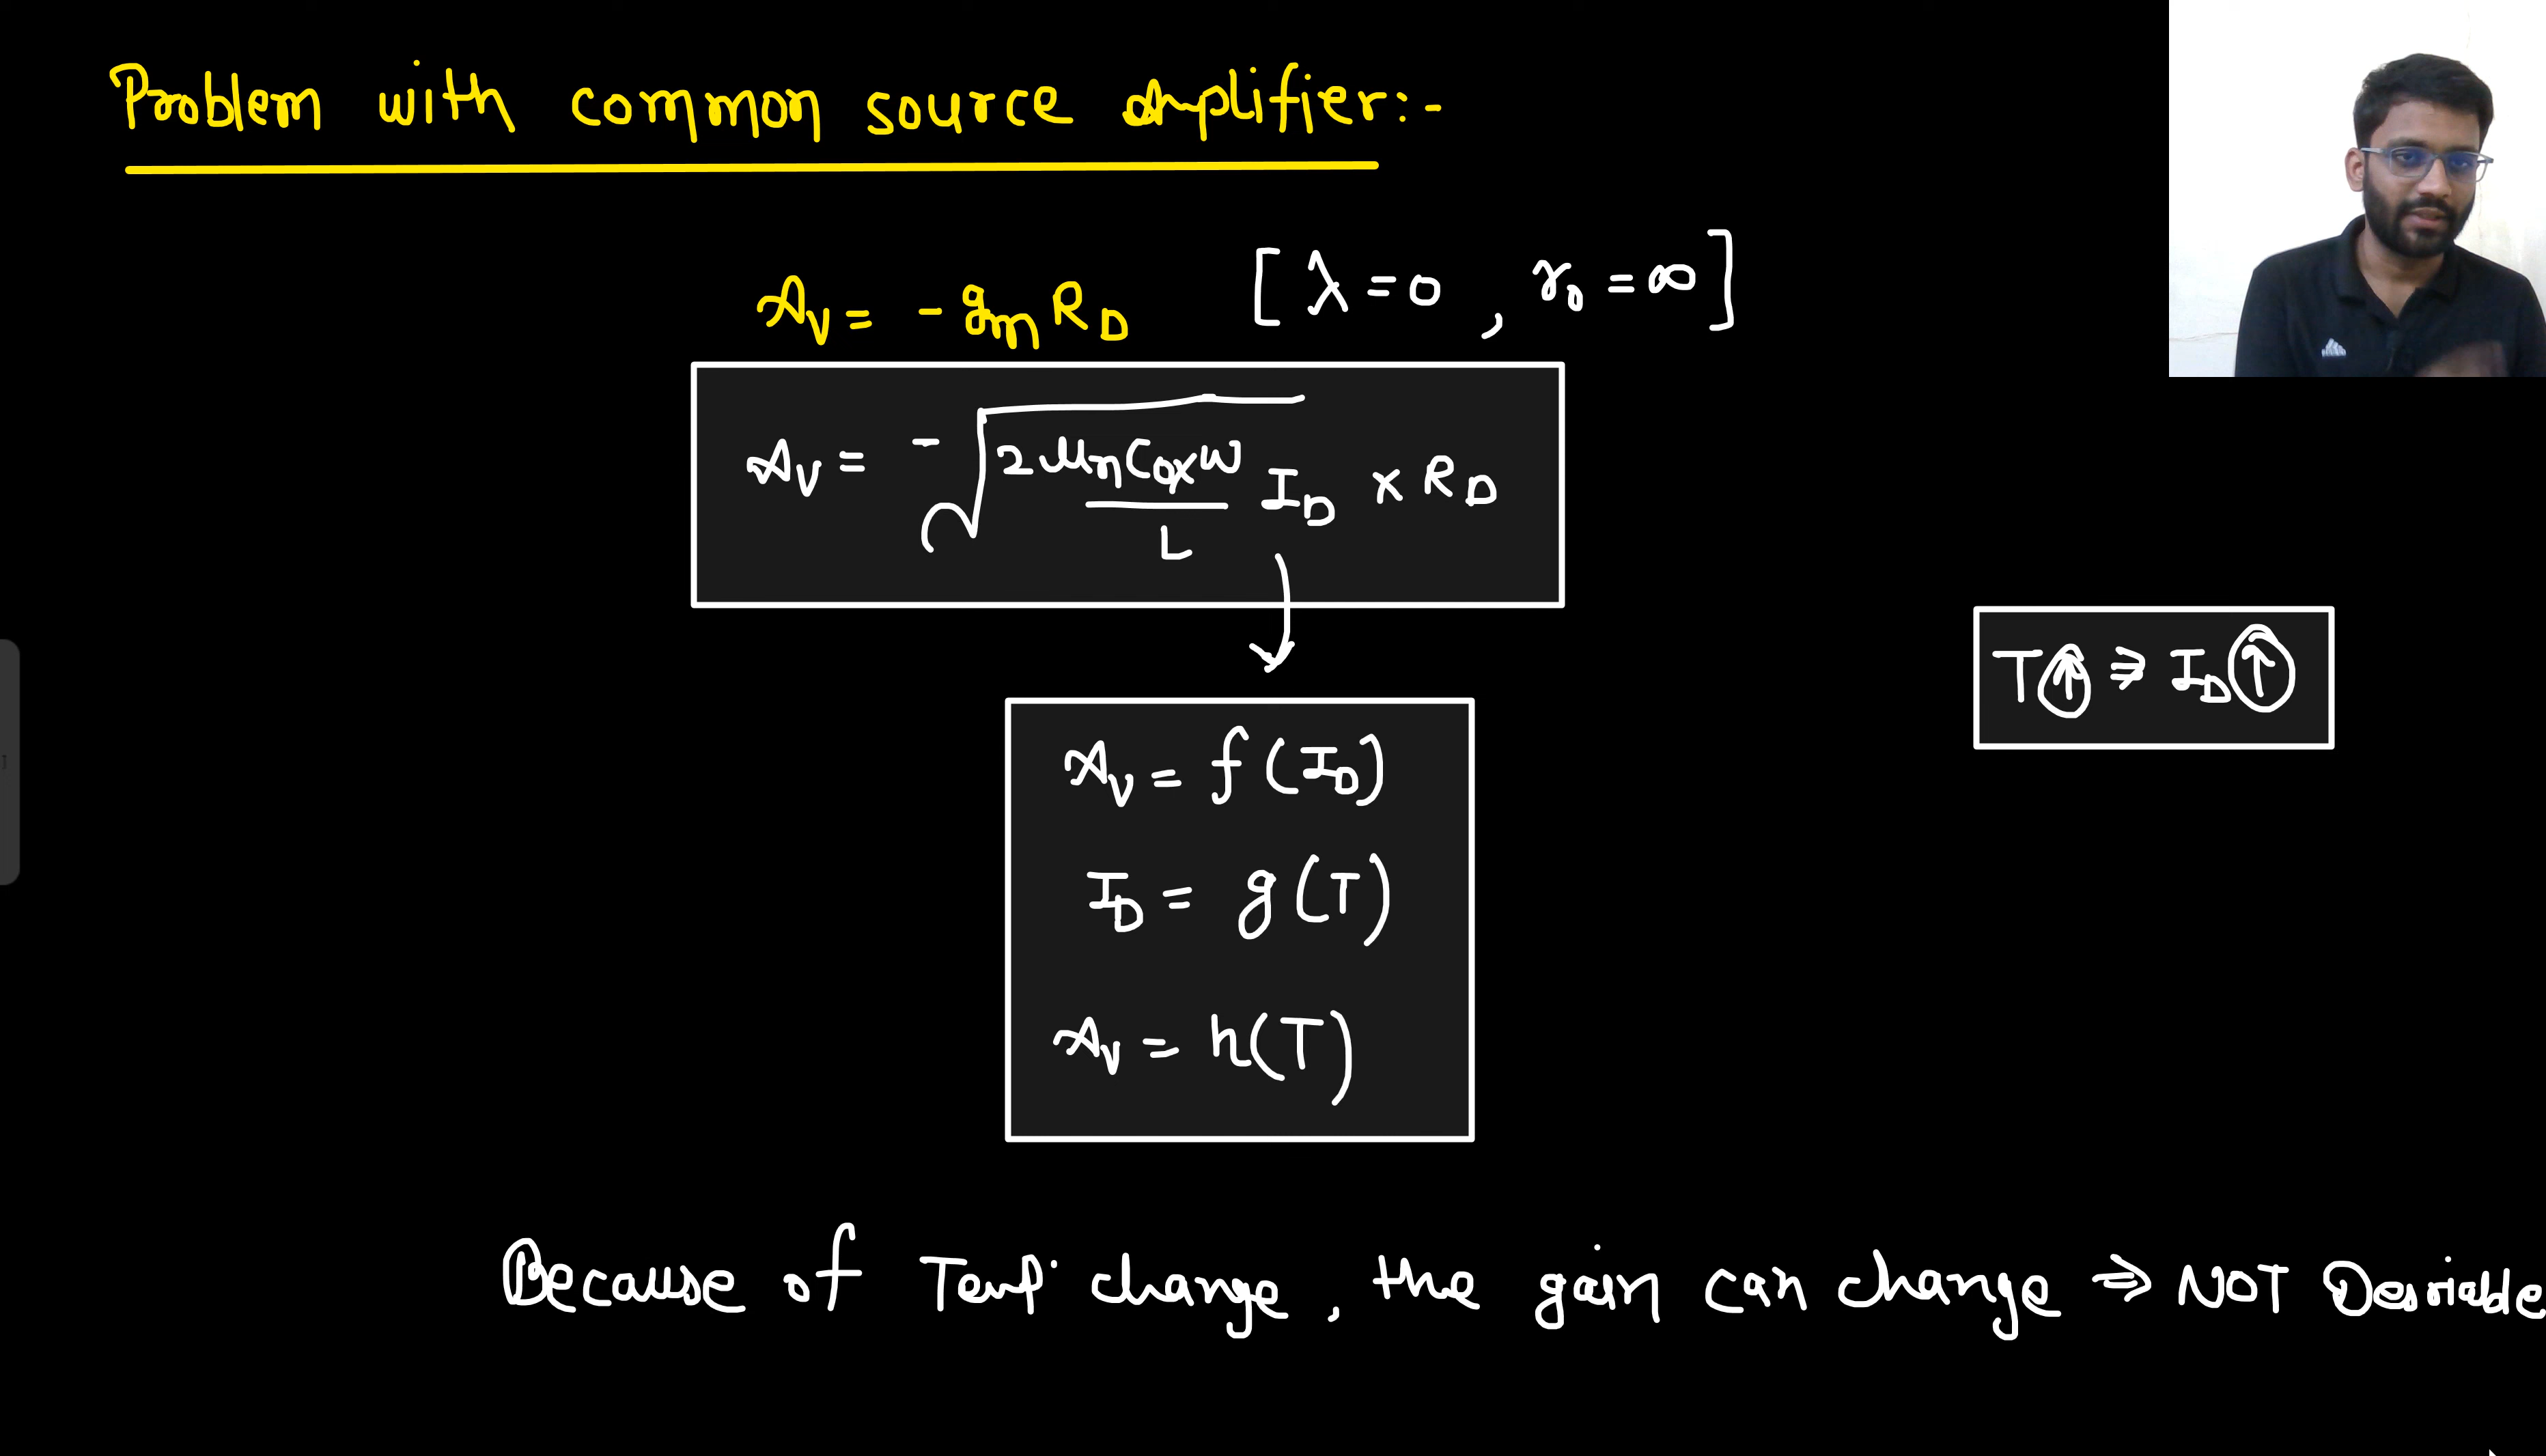 Problem with common source Amplifier:-
Av = - gm RD [ λ = 0 , r0 = ∞ ]
Av = - √(2 μn Cox W / L ID) × RD
T↑ ⇒ ID↑
Av = f (ID)
ID = g (T)
Av = h(T)
Because of Temp. change, the gain can change ⇒ NOT Desriable